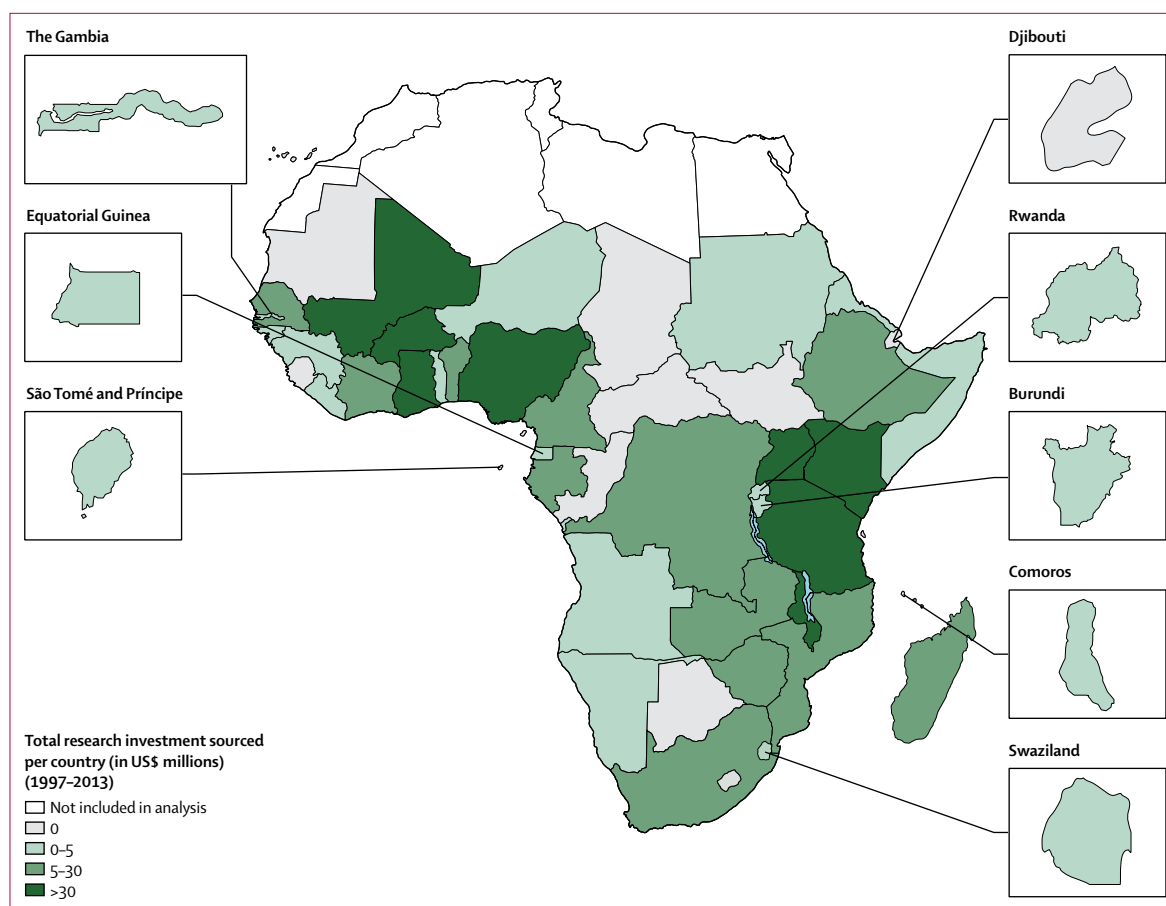 The Gambia
Equatorial Guinea
São Tomé and Príncipe
Djibouti
Rwanda
Burundi
Comoros
Swaziland
Total research investment sourced
per country (in US$ millions)
(1997–2013)
Not included in analysis
0
0–5
5–30
>30